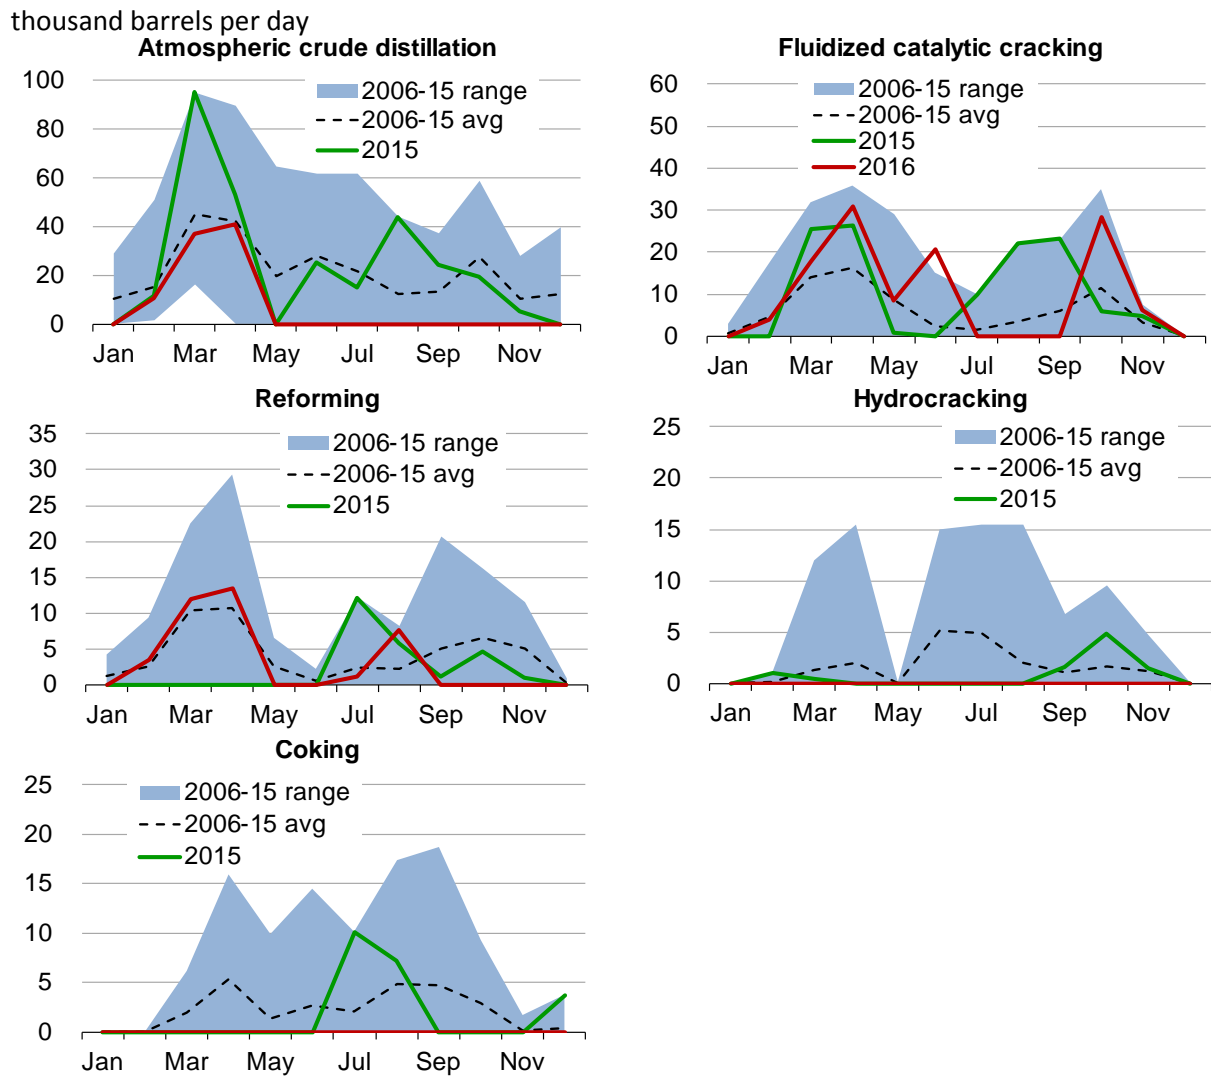 thousand barrels per day
Atmospheric crude distillation
100
80
60
40
20
0
2006-15 range
2006-15 avg
2015
Jan Mar May Jul Sep Nov
Fluidized catalytic cracking
60
50
40
30
20
10
0
2006-15 range
2006-15 avg
2015
2016
Jan Mar May Jul Sep Nov
Reforming
35
30
25
20
15
10
5
0
2006-15 range
2006-15 avg
2015
Jan Mar May Jul Sep Nov
Hydrocracking
25
20
15
10
5
0
2006-15 range
2006-15 avg
2015
Jan Mar May Jul Sep Nov
Coking
25
20
15
10
5
0
2006-15 range
2006-15 avg
2015
Jan Mar May Jul Sep Nov